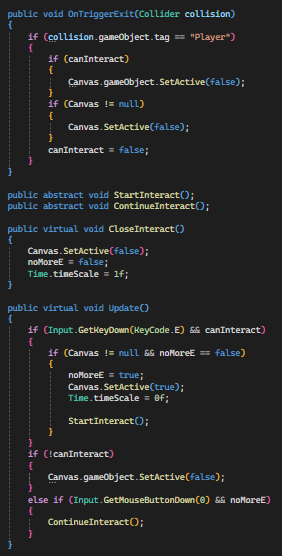 public void OnTriggerExit(Collider collision)
{
    if (collision.gameObject.tag == "Player")
    {
        if (canInteract)
        {
            Canvas.gameObject.SetActive(false);
        }
        if (Canvas != null)
        {
            Canvas.SetActive(false);
        }
        canInteract = false;
    }
}

public abstract void StartInteract();
public abstract void ContinueInteract();

public virtual void CloseInteract()
{
    Canvas.SetActive(false);
    noMoreE = false;
    Time.timeScale = 1f;
}

public virtual void Update()
{
    if (Input.GetKeyDown(KeyCode.E) && canInteract)
    {
        if (Canvas != null && noMoreE == false)
        {
            noMoreE = true;
            Canvas.SetActive(true);
            Time.timeScale = 0f;

            StartInteract();
        }
    }
    if (!canInteract)
    {
        Canvas.gameObject.SetActive(false);
    }
    else if (Input.GetMouseButtonDown(0) && noMoreE)
    {
        ContinueInteract();
    }
}